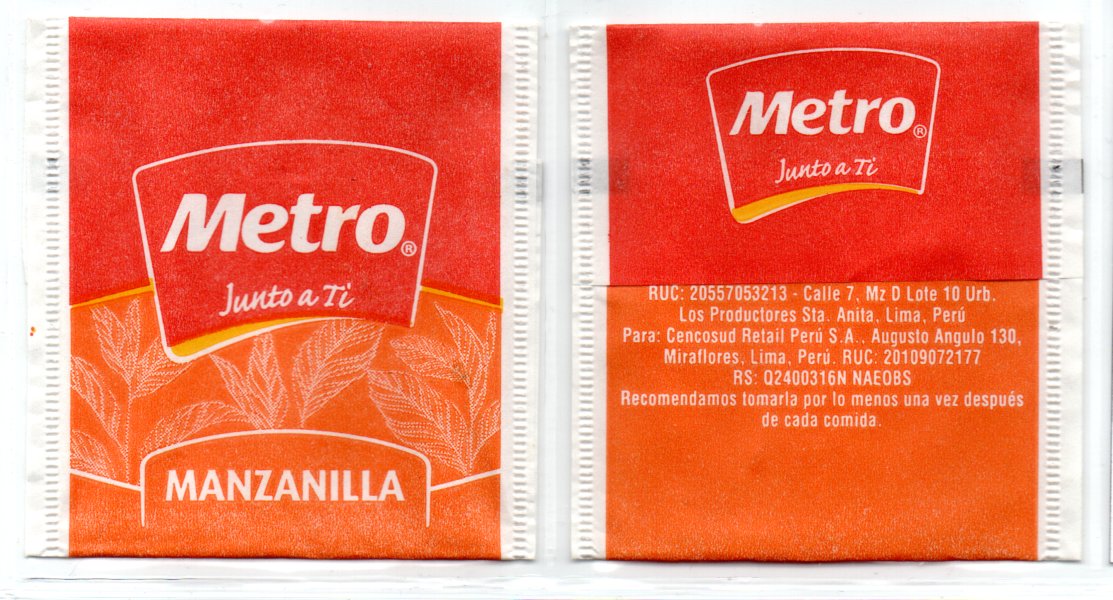 Metro®
Junto a Ti
MANZANILLA
Metro®
Junto a Ti
RUC: 20557053213 - Calle 7, Mz D Lote 10 Urb.
Los Productores Sta. Anita, Lima, Perú
Para: Cencosud Retail Perú S.A.. Augusto Angulo 130,
Miraflores, Lima, Perú. RUC: 20109072177
RS: Q2400316N NAEOBS
Recomendamos tomarla por lo menos una vez después
de cada comida.